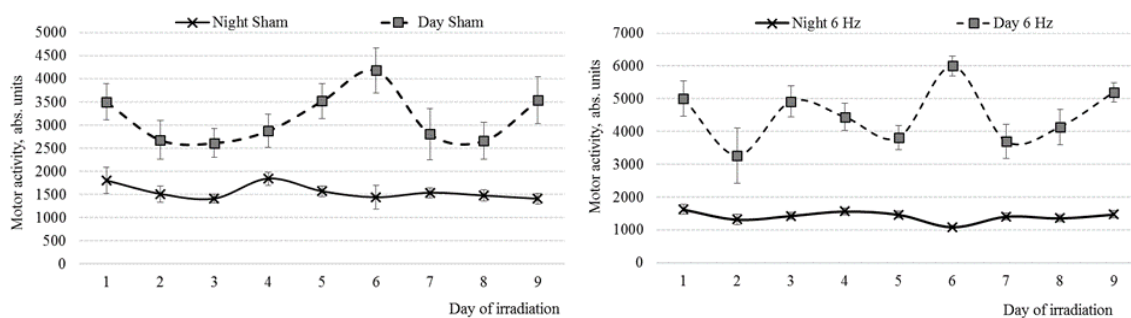 Night Sham Day Sham
Motor activity, abs. units
5000
4500
4000
3500
3000
2500
2000
1500
1000
500
0
1 2 3 4 5 6 7 8 9
Day of irradiation
Night 6 Hz Day 6 Hz
Motor activity, abs. units
7000
6000
5000
4000
3000
2000
1000
0
1 2 3 4 5 6 7 8 9
Day of irradiation